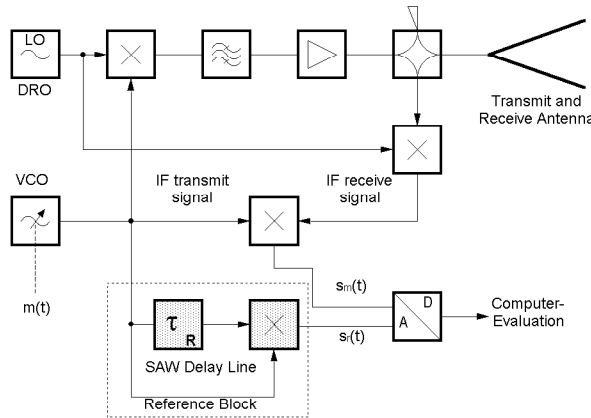 LO
DRO
Transmit and
Receive Antenna
VCO
IF transmit
signal
IF receive
signal
m(t)
sm(t)
D
A
Computer-
Evaluation
τ
R
sr(t)
SAW Delay Line
Reference Block